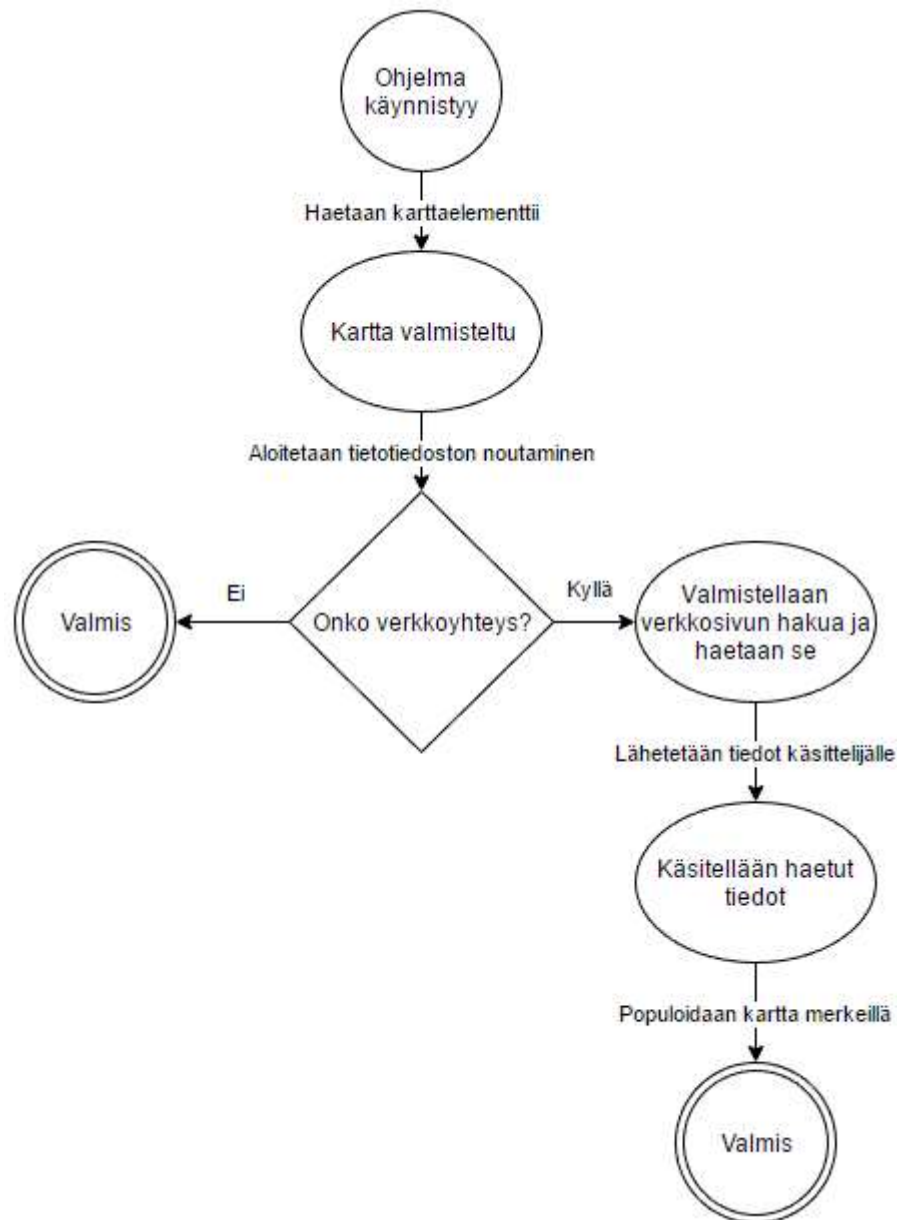 Ohjelma
käynnistyy
Haetaan karttaelementtii
Kartta valmisteltu
Aloitetaan tietotiedoston noutaminen
Valmis
Ei
Onko verkkoyhteys?
Kyllä
Valmistellaan
verkkosivun hakua ja
haetaan se
Lähetetään tiedot käsittelijälle
Käsitellään haetut
tiedot
Populoidaan kartta merkeillä
Valmis